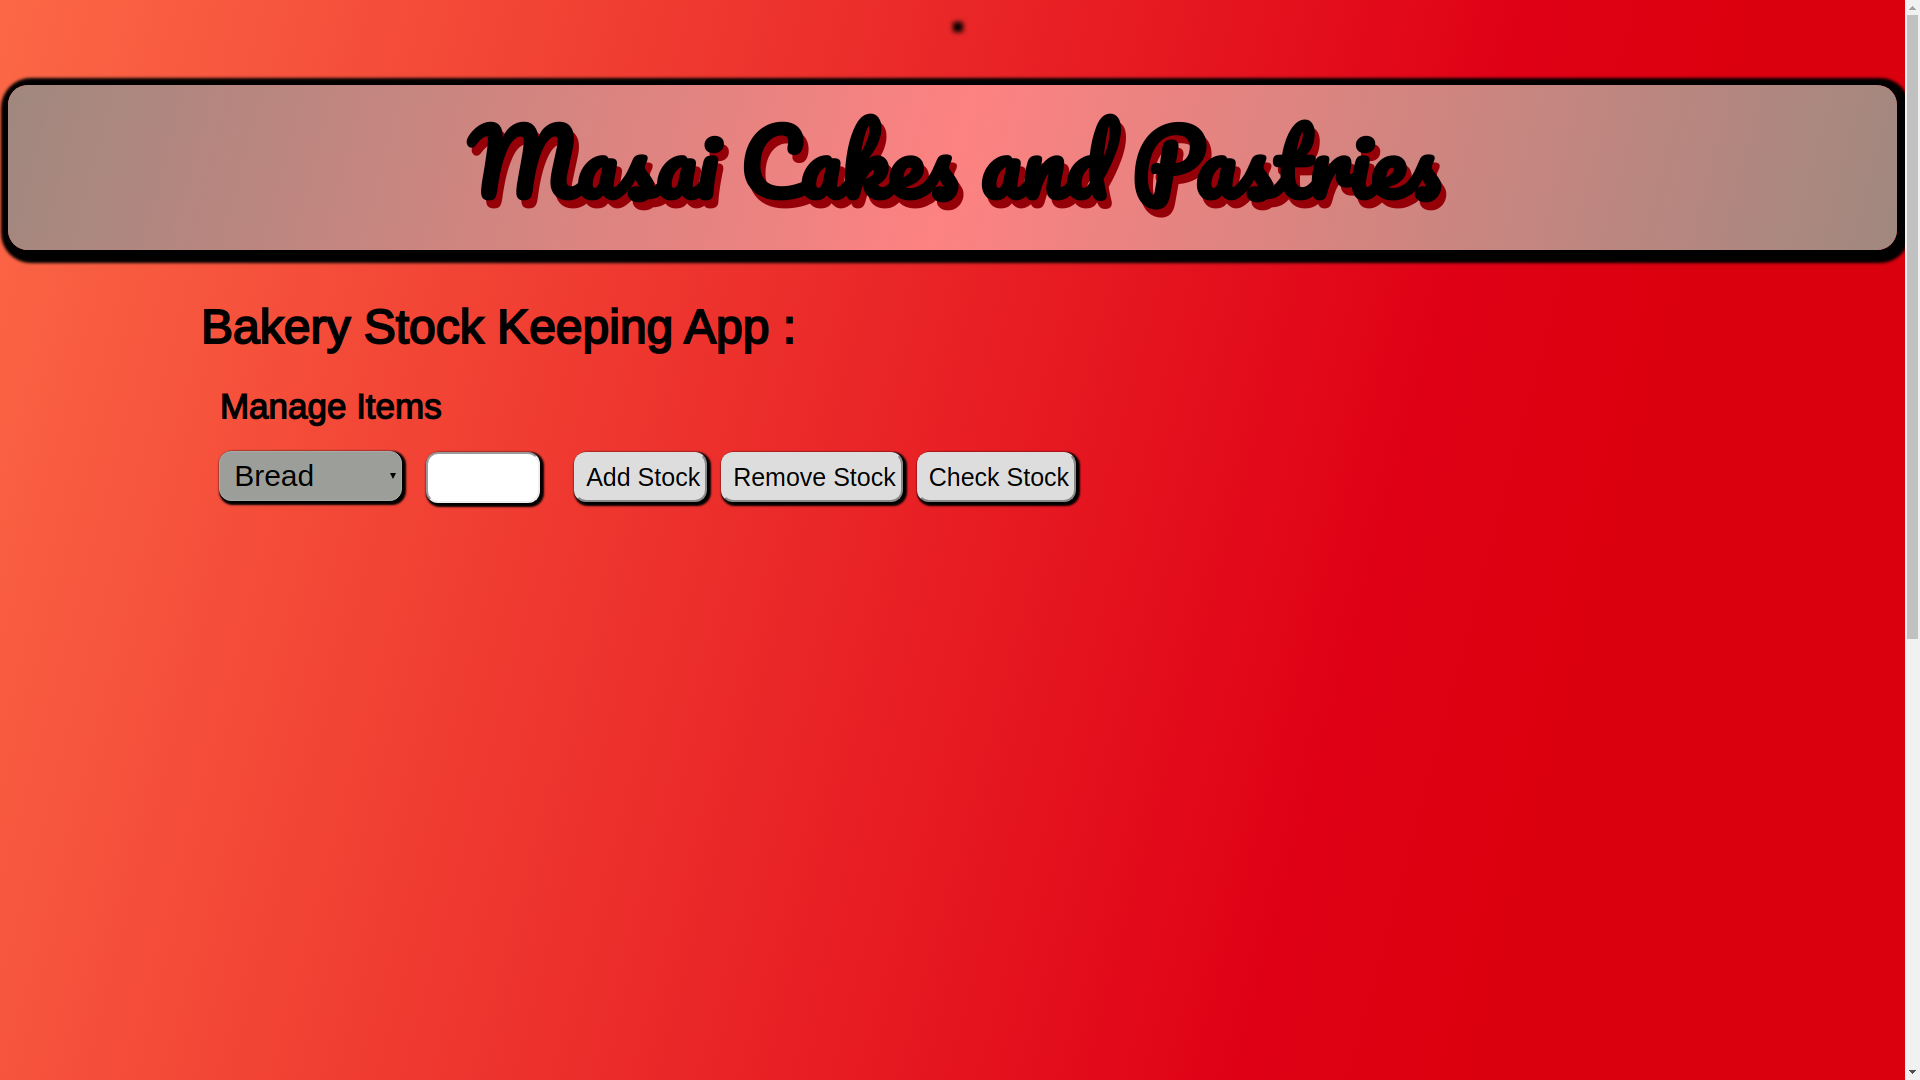 Masai Cakes and Pastries
Bakery Stock Keeping App :
Manage Items
Bread Add Stock Remove Stock Check Stock